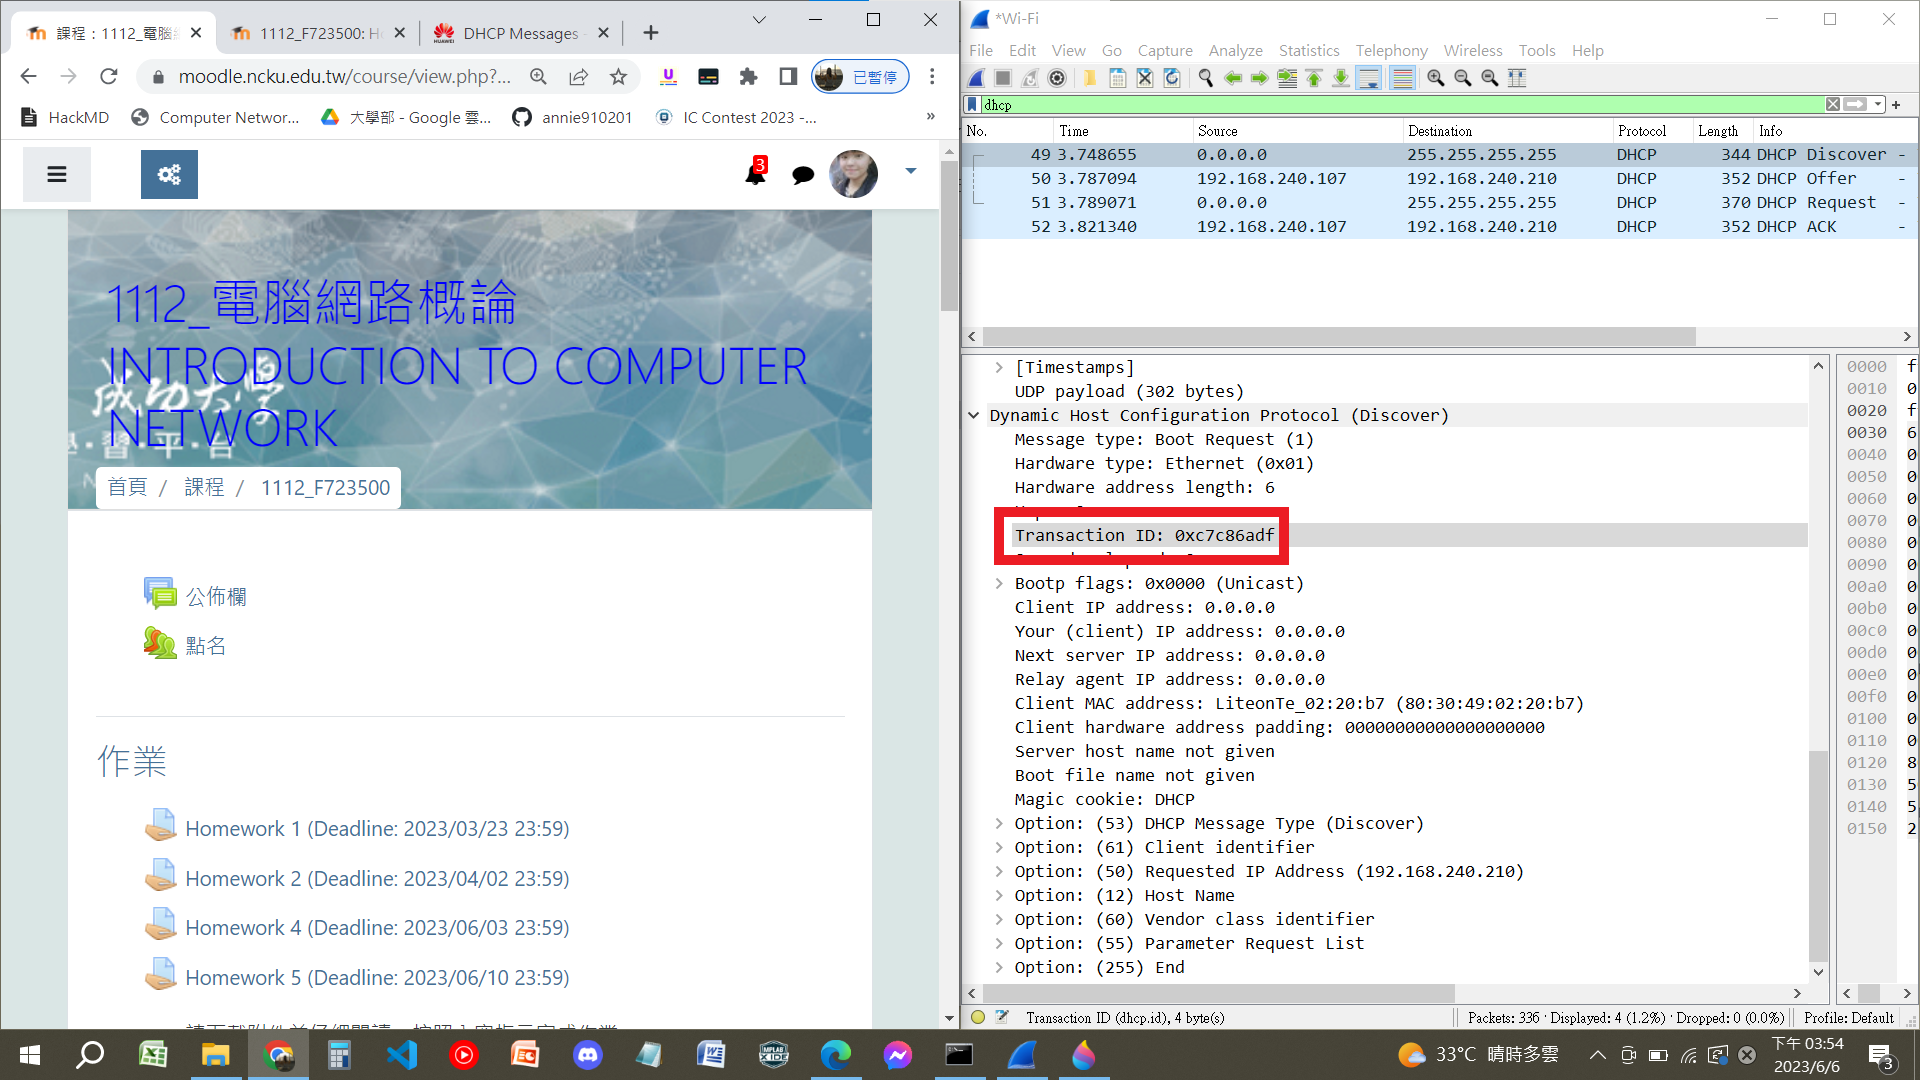 課程：1112_電腦
1112_F723500: H
DHCP Messages
moodle.ncku.edu.tw/course/view.php?...
已暫停
HackMD
Computer Networ...
大學部 - Google 雲...
annie910201
IC Contest 2023 -...
»
3
1112_電腦網路概論
INTRODUCTION TO COMPUTER
NETWORK
首頁 / 課程 / 1112_F723500
公佈欄
點名
作業
Homework 1 (Deadline: 2023/03/23 23:59)
Homework 2 (Deadline: 2023/04/02 23:59)
Homework 4 (Deadline: 2023/06/03 23:59)
Homework 5 (Deadline: 2023/06/10 23:59)
*Wi-Fi
File Edit View Go Capture Analyze Statistics Telephony Wireless Tools Help
dhcp
No. Time Source Destination Protocol Length Info
49 3.748655 0.0.0.0 255.255.255.255 DHCP 344 DHCP Discover -
50 3.787094 192.168.240.107 192.168.240.210 DHCP 352 DHCP Offer -
51 3.789071 0.0.0.0 255.255.255.255 DHCP 370 DHCP Request -
52 3.821340 192.168.240.107 192.168.240.210 DHCP 352 DHCP ACK -
[Timestamps]
UDP payload (302 bytes)
Dynamic Host Configuration Protocol (Discover)
Message type: Boot Request (1)
Hardware type: Ethernet (0x01)
Hardware address length: 6
Transaction ID: 0xc7c86adf
Bootp flags: 0x0000 (Unicast)
Client IP address: 0.0.0.0
Your (client) IP address: 0.0.0.0
Next server IP address: 0.0.0.0
Relay agent IP address: 0.0.0.0
Client MAC address: LiteonTe_02:20:b7 (80:30:49:02:20:b7)
Client hardware address padding: 00000000000000000000
Server host name not given
Boot file name not given
Magic cookie: DHCP
Option: (53) DHCP Message Type (Discover)
Option: (61) Client identifier
Option: (50) Requested IP Address (192.168.240.210)
Option: (12) Host Name
Option: (60) Vendor class identifier
Option: (55) Parameter Request List
Option: (255) End
0000 f
0010 0
0020 f
0030 6
0040 0
0050 0
0060 0
0070 0
0080 0
0090 0
00a0 0
00b0 0
00c0 0
00d0 0
00e0 0
00f0 0
0100 0
0110 0
0120 8
0130 5
0140 5
0150 2
Transaction ID (dhcp.id), 4 byte(s)
Packets: 336 · Displayed: 4 (1.2%) · Dropped: 0 (0.0%)
Profile: Default
33°C 晴時多雲
下午 03:54
2023/6/6
3